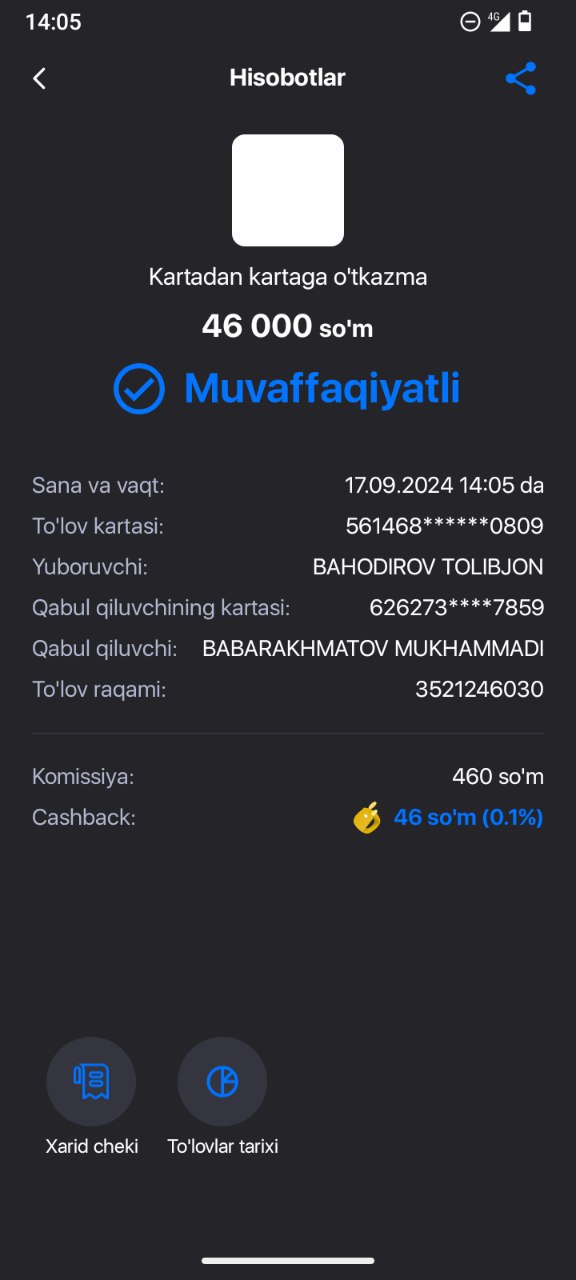 14:05
4G
Hisobotlar
Kartadan kartaga o'tkazma
46 000 so'm
Muvaffaqiyatli
Sana va vaqt: 17.09.2024 14:05 da
To'lov kartasi: 561468******0809
Yuboruvchi: BAHODIROV TOLIBJON
Qabul qiluvchining kartasi: 626273****7859
Qabul qiluvchi: BABARAKHMATOV MUKHAMMADI
To'lov raqami: 3521246030
Komissiya: 460 so'm
Cashback: 46 so'm (0.1%)
Xarid cheki To'lovlar tarixi